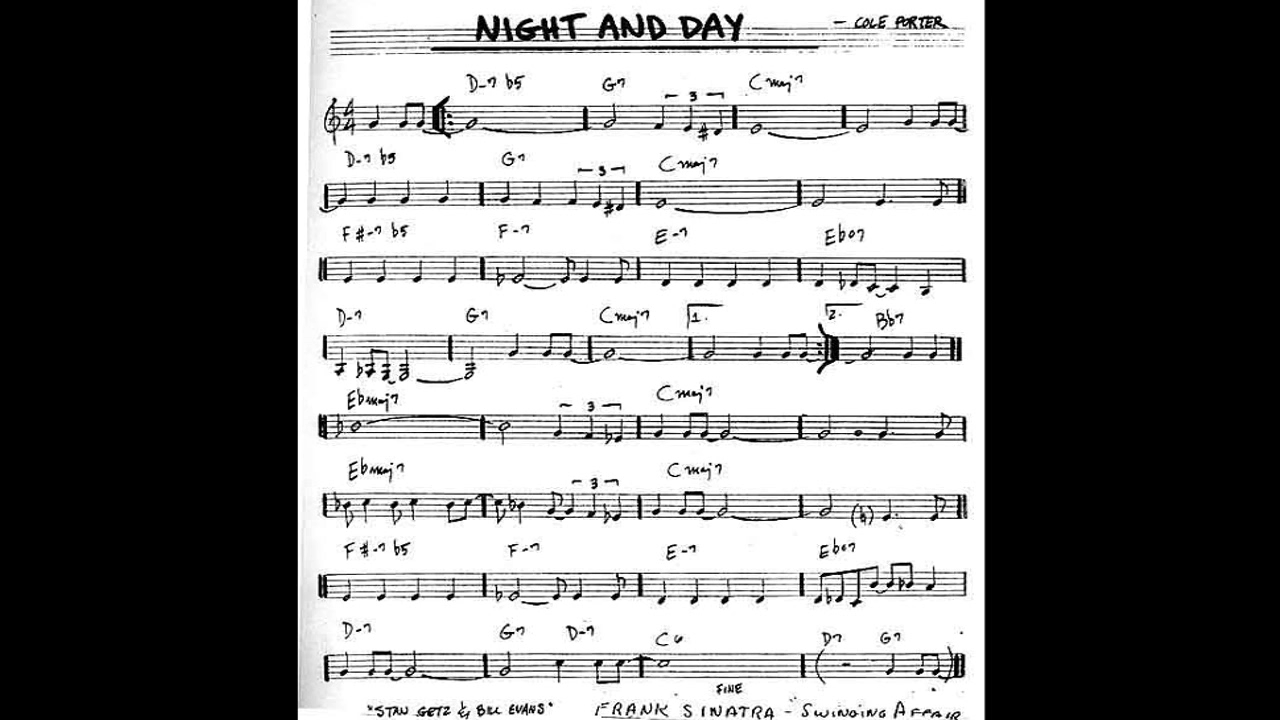 NIGHT AND DAY – COLE PORTER
D-7 b5 G7 3 Cmaj7
4 4
D-7 b5 G7 3 Cmaj7
F#-7 b5 F-7 E-7 Ebo7
D-7 G7 Cmaj7 1. 2. Bb7
Ebmaj7 3 Cmaj7
Ebmaj7 3 Cmaj7
F#-7 b5 F-7 E-7 Ebo7
D-7 G7 D-7 C6 D7 G7
FINE
"STAN GETZ & BILL EVANS" FRANK SINATRA - SWINGING AFFAIR